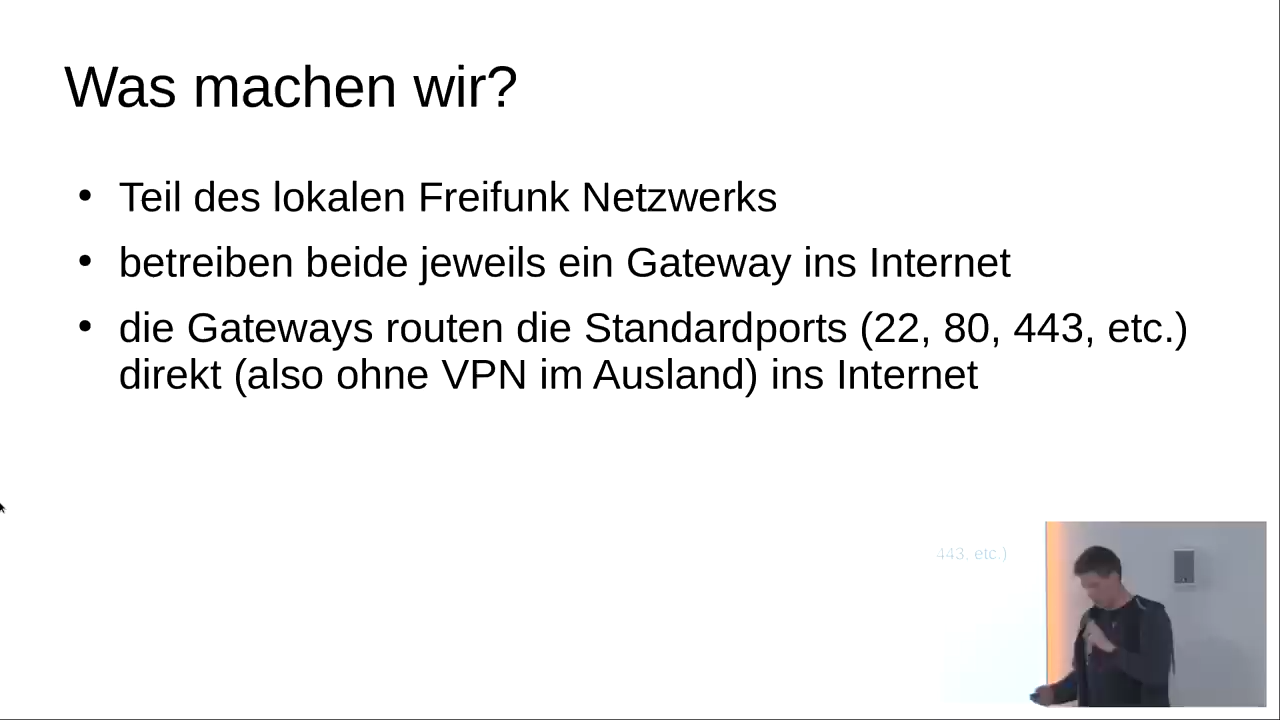 Was machen wir?
• Teil des lokalen Freifunk Netzwerks
• betreiben beide jeweils ein Gateway ins Internet
• die Gateways routen die Standardports (22, 80, 443, etc.)
direkt (also ohne VPN im Ausland) ins Internet
443, etc.)